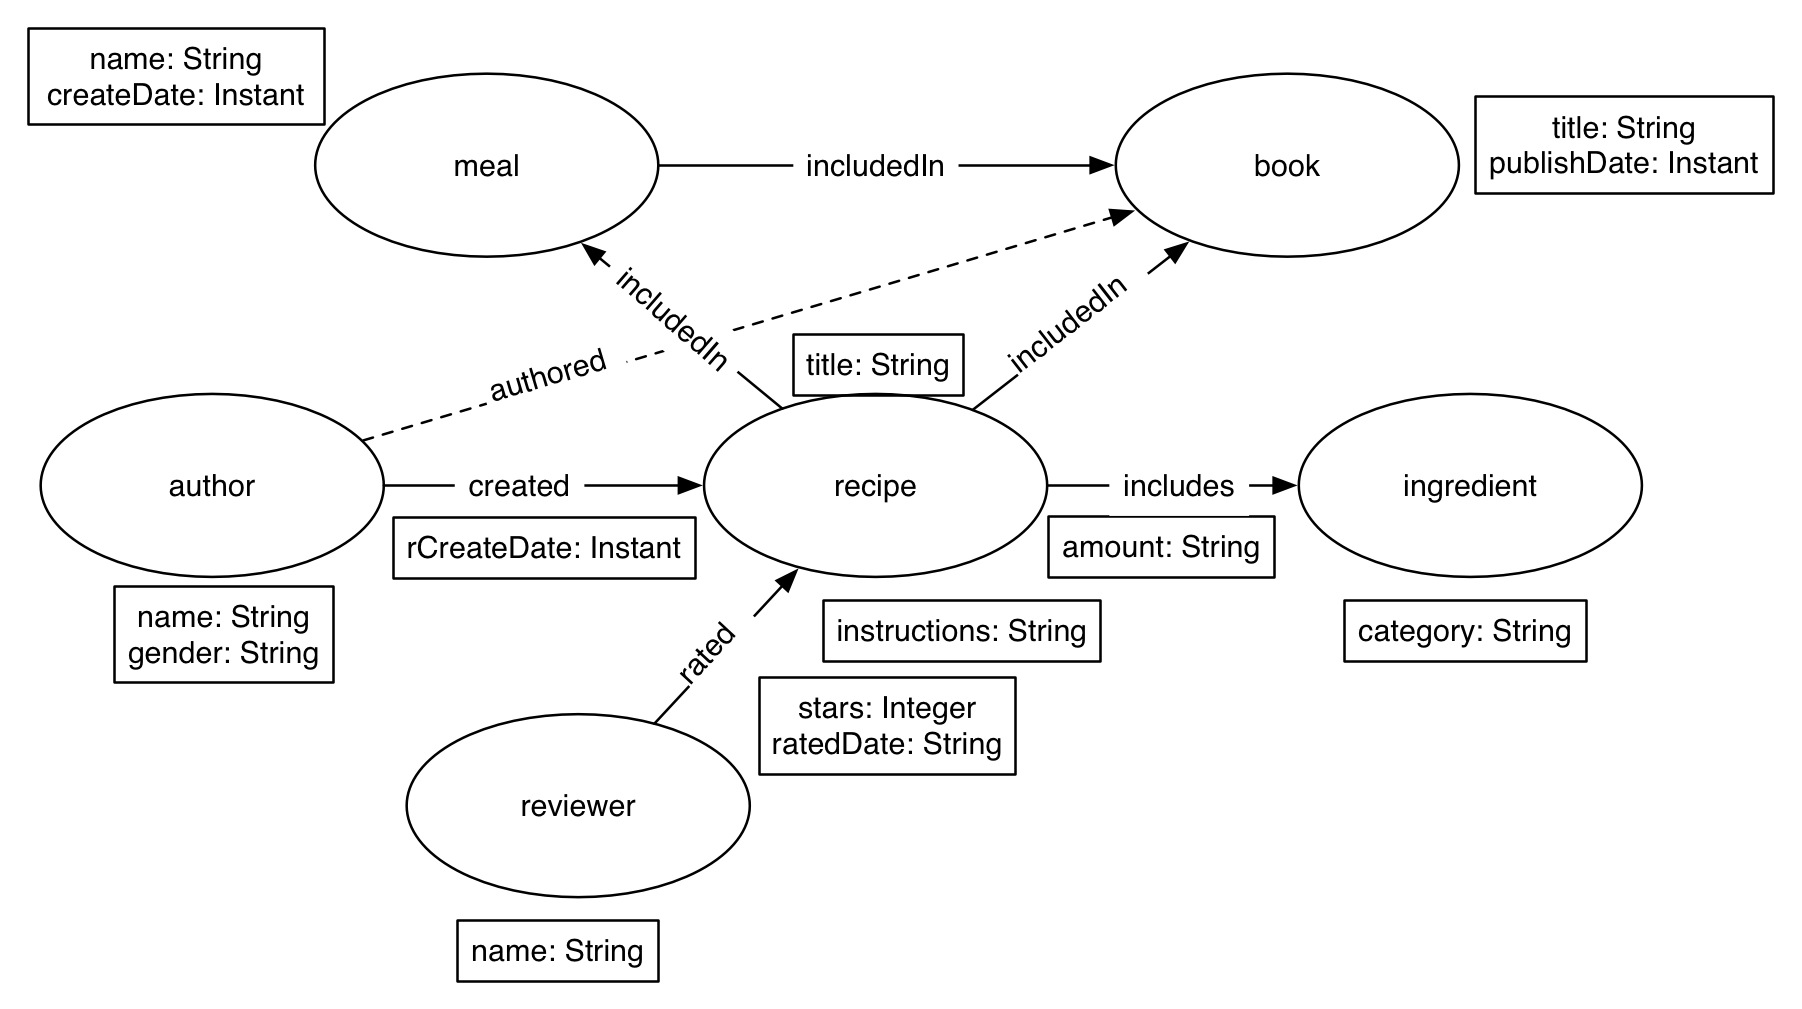 name: String
createDate: Instant
meal
includedIn
book
title: String
publishDate: Instant
includedIn
includedIn
authored
title: String
author
created
recipe
includes
ingredient
rCreateDate: Instant
amount: String
name: String
gender: String
rated
instructions: String
category: String
stars: Integer
ratedDate: String
reviewer
name: String